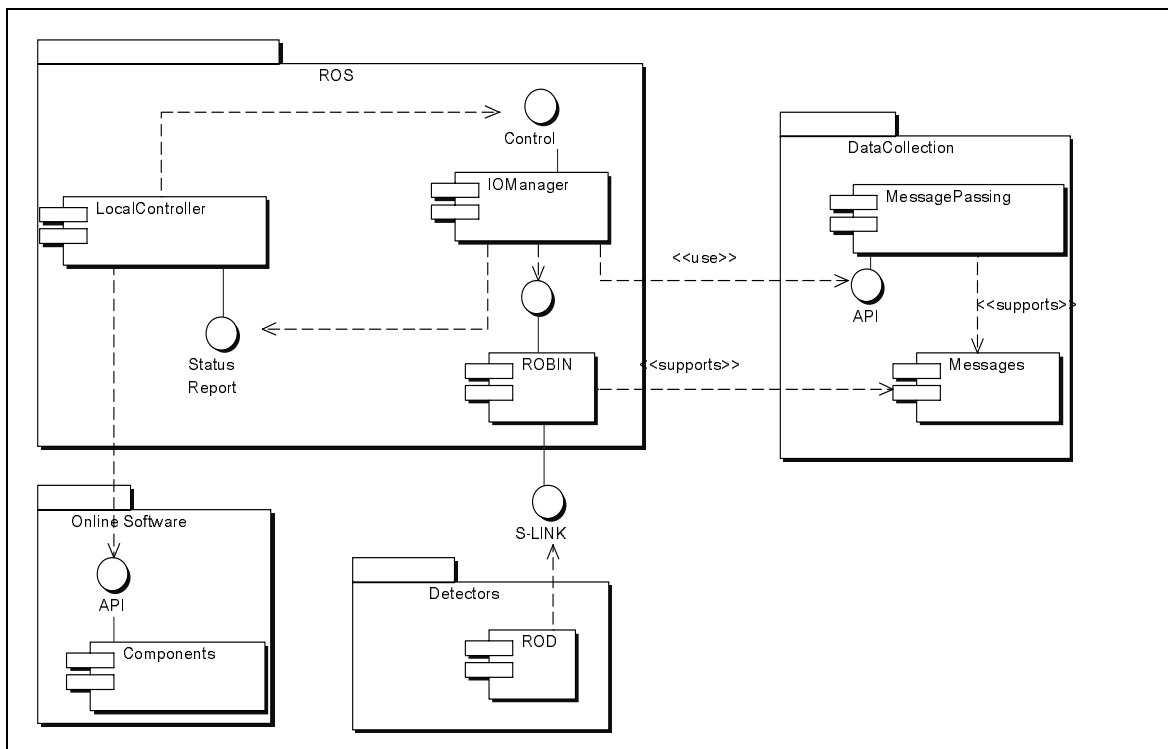 ROS
Control
DataCollection
LocalController
IOManager
MessagePassing
<<use>>
API
<<supports>>
Status
Report
ROBIN
<<supports>>
Messages
Online Software
S-LINK
API
Detectors
Components
ROD